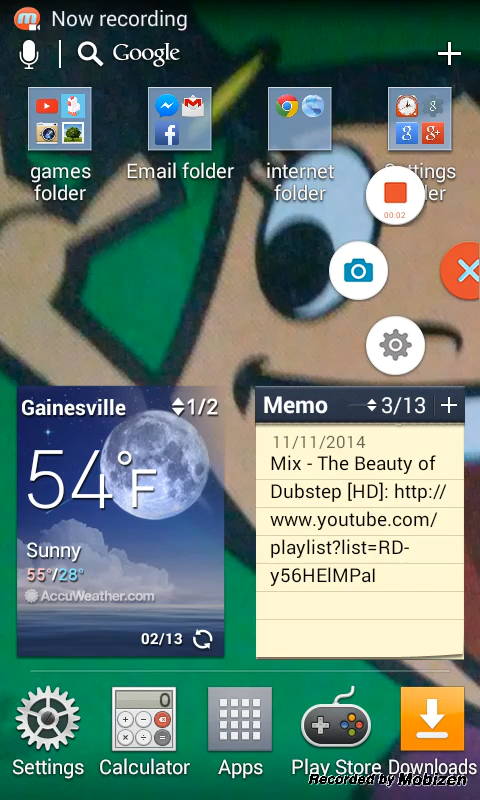 Now recording
Google
games folder
Email folder
internet folder
00:02
Gainesville
1/2
54°F
Sunny
55°/28°
AccuWeather.com
02/13
Memo
3/13
11/11/2014
Mix - The Beauty of
Dubstep [HD]: http://
www.youtube.com/
playlist?list=RD-
y56HElMPaI
Settings
Calculator
Apps
Play Store
Downloads
Recorded by Mobizen